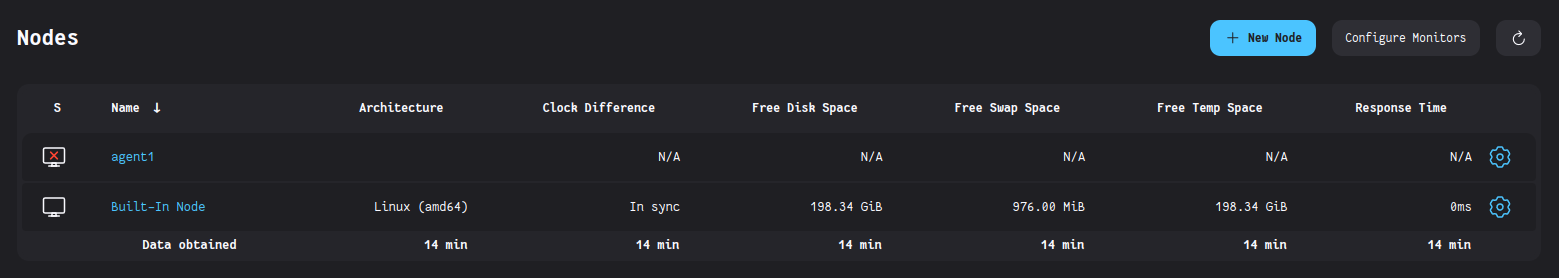 Nodes
+ New Node Configure Monitors
S Name ↓ Architecture Clock Difference Free Disk Space Free Swap Space Free Temp Space Response Time
agent1 N/A N/A N/A N/A N/A
Built-In Node Linux (amd64) In sync 198.34 GiB 976.00 MiB 198.34 GiB 0ms
Data obtained 14 min 14 min 14 min 14 min 14 min 14 min